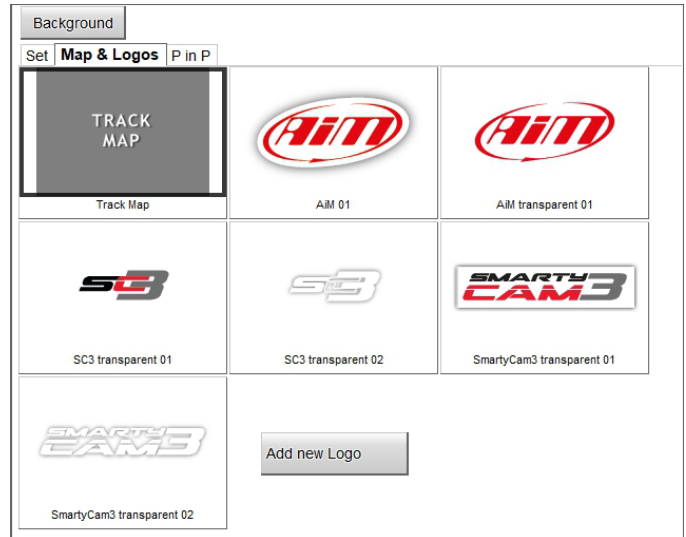 Background
Set Map & Logos P in P
TRACK
MAP
Track Map
AiM
AiM 01
AiM
AiM transparent 01
SC3
SC3 transparent 01
SC3
SC3 transparent 02
SMARTY
CAM3
SmartyCam3 transparent 01
SMARTY
CAM3
SmartyCam3 transparent 02
Add new Logo